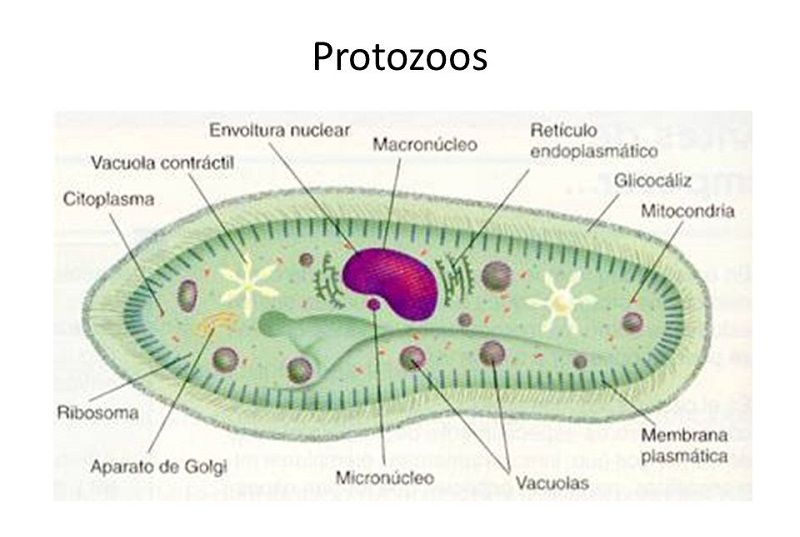 Protozoos
Envoltura nuclear
Macronúcleo
Retículo
endoplasmático
Vacuola contráctil
Glicocáliz
Citoplasma
Mitocondria
Ribosoma
Aparato de Golgi
Micronúcleo
Vacuolas
Membrana
plasmática